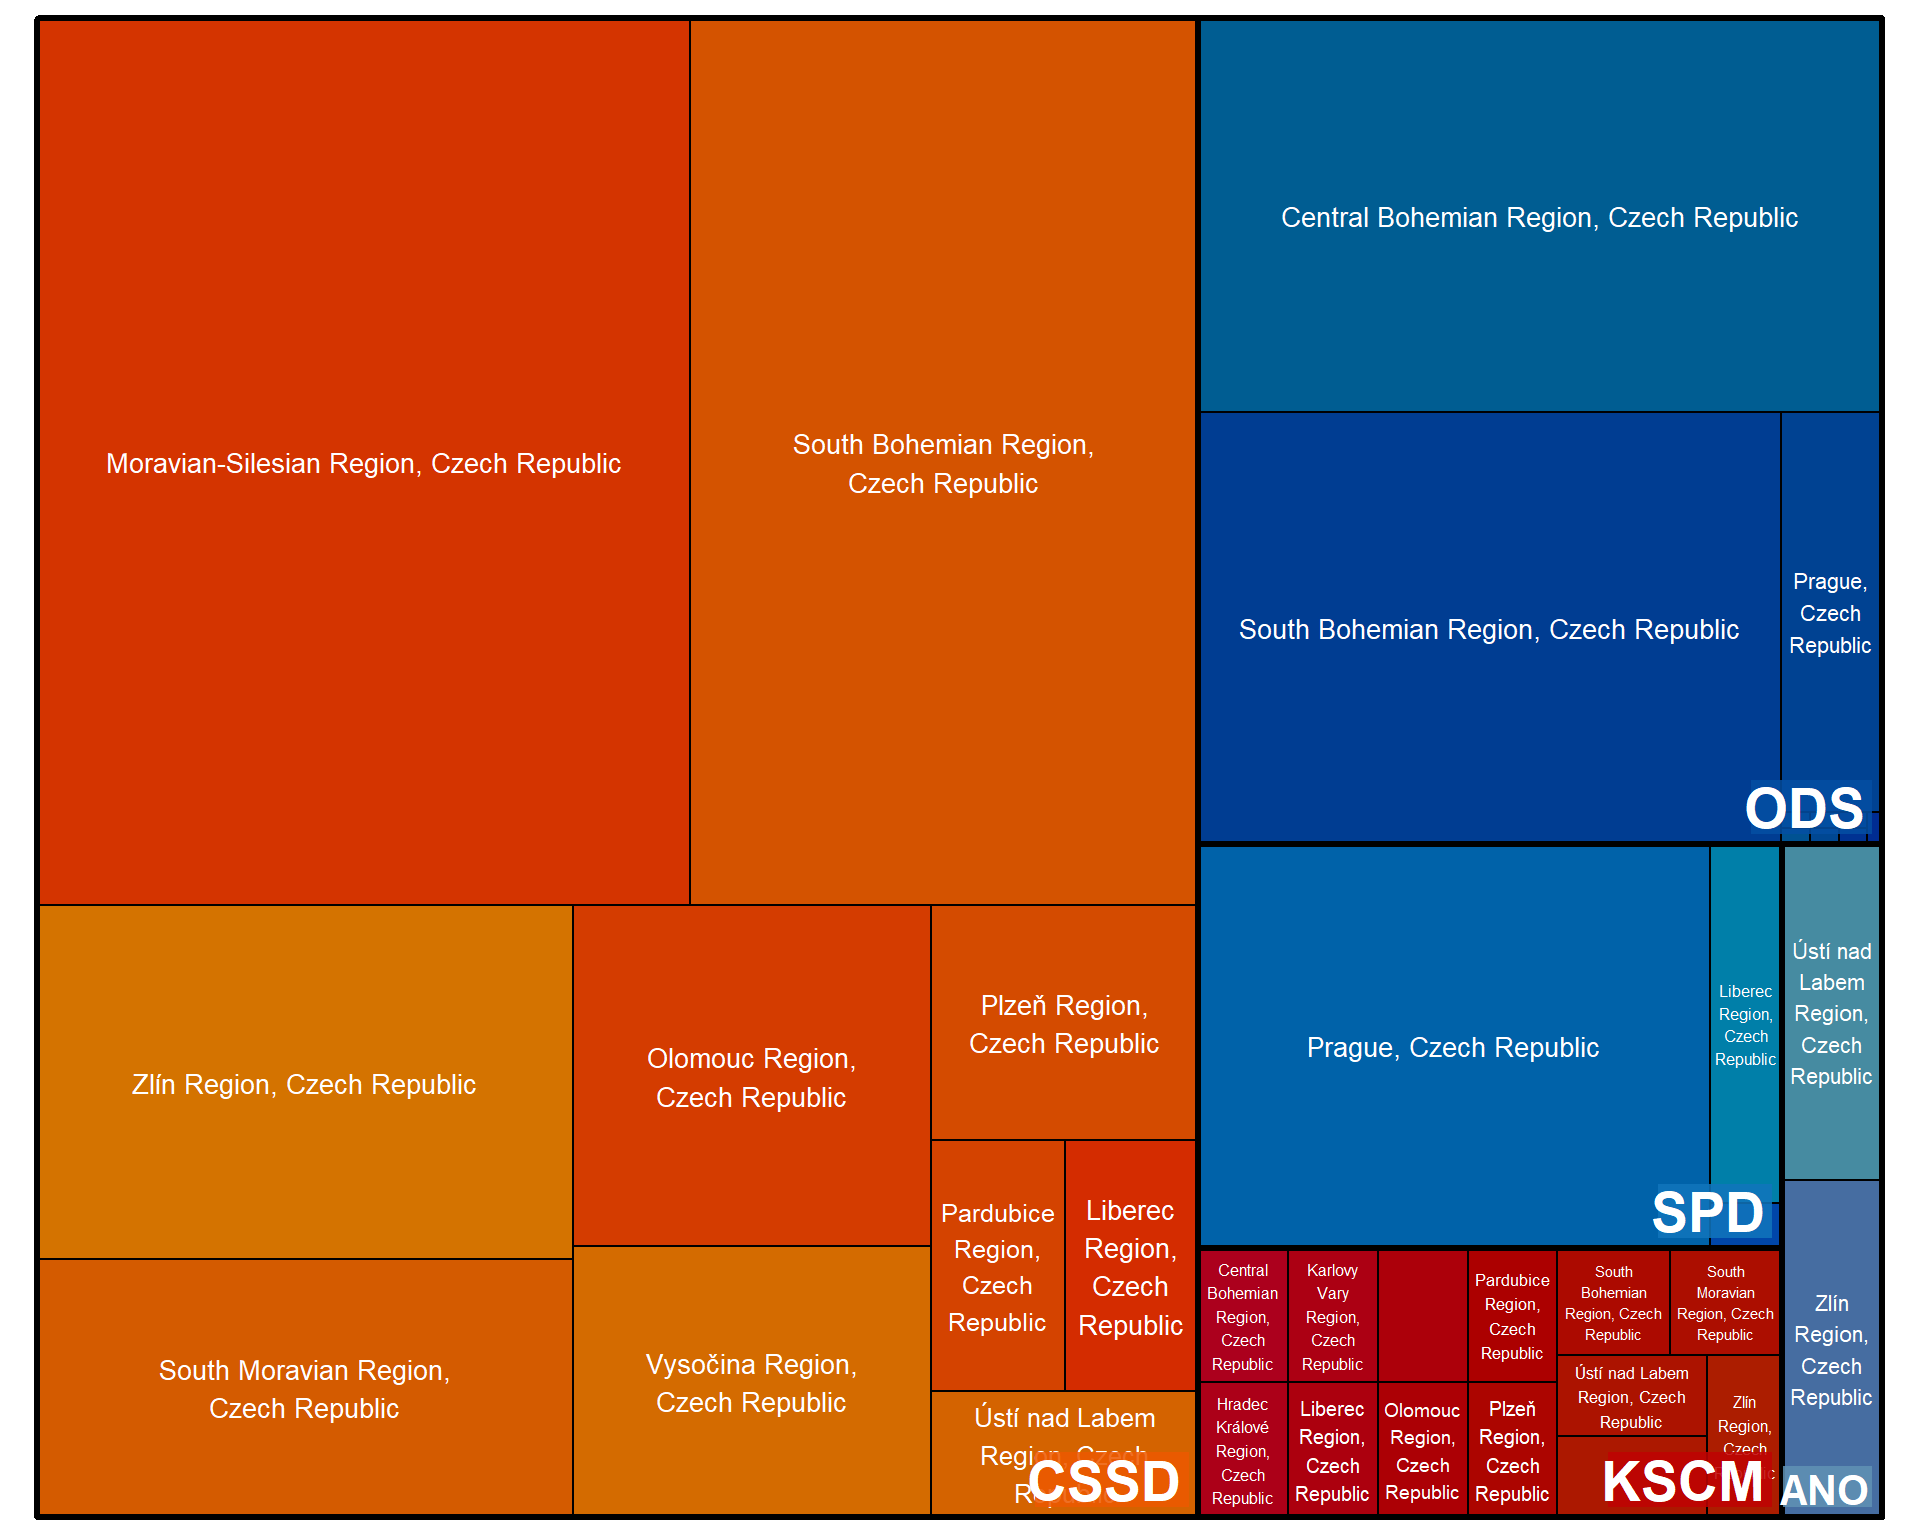 Moravian-Silesian Region, Czech Republic
South Bohemian Region,
Czech Republic
Zlín Region, Czech Republic
South Moravian Region,
Czech Republic
Olomouc Region,
Czech Republic
Vysočina Region,
Czech Republic
Plzeň Region,
Czech Republic
Pardubice
Region,
Czech
Republic
Liberec
Region,
Czech
Republic
Ústí nad Labem
Region, Czech
Republic
CSSD
Central Bohemian Region, Czech Republic
South Bohemian Region, Czech Republic
Prague,
Czech
Republic
ODS
Prague, Czech Republic
Liberec
Region,
Czech
Republic
SPD
Ústí nad
Labem
Region,
Czech
Republic
Zlín
Region,
Czech
Republic
ANO
Central
Bohemian
Region,
Czech
Republic
Karlovy
Vary
Region,
Czech
Republic
Pardubice
Region,
Czech
Republic
South
Bohemian
Region, Czech
Republic
South
Moravian
Region, Czech
Republic
Hradec
Králové
Region,
Czech
Republic
Liberec
Region,
Czech
Republic
Olomouc
Region,
Czech
Republic
Plzeň
Region,
Czech
Republic
Ústí nad Labem
Region, Czech
Republic
Zlín
Region,
Czech
KSCM